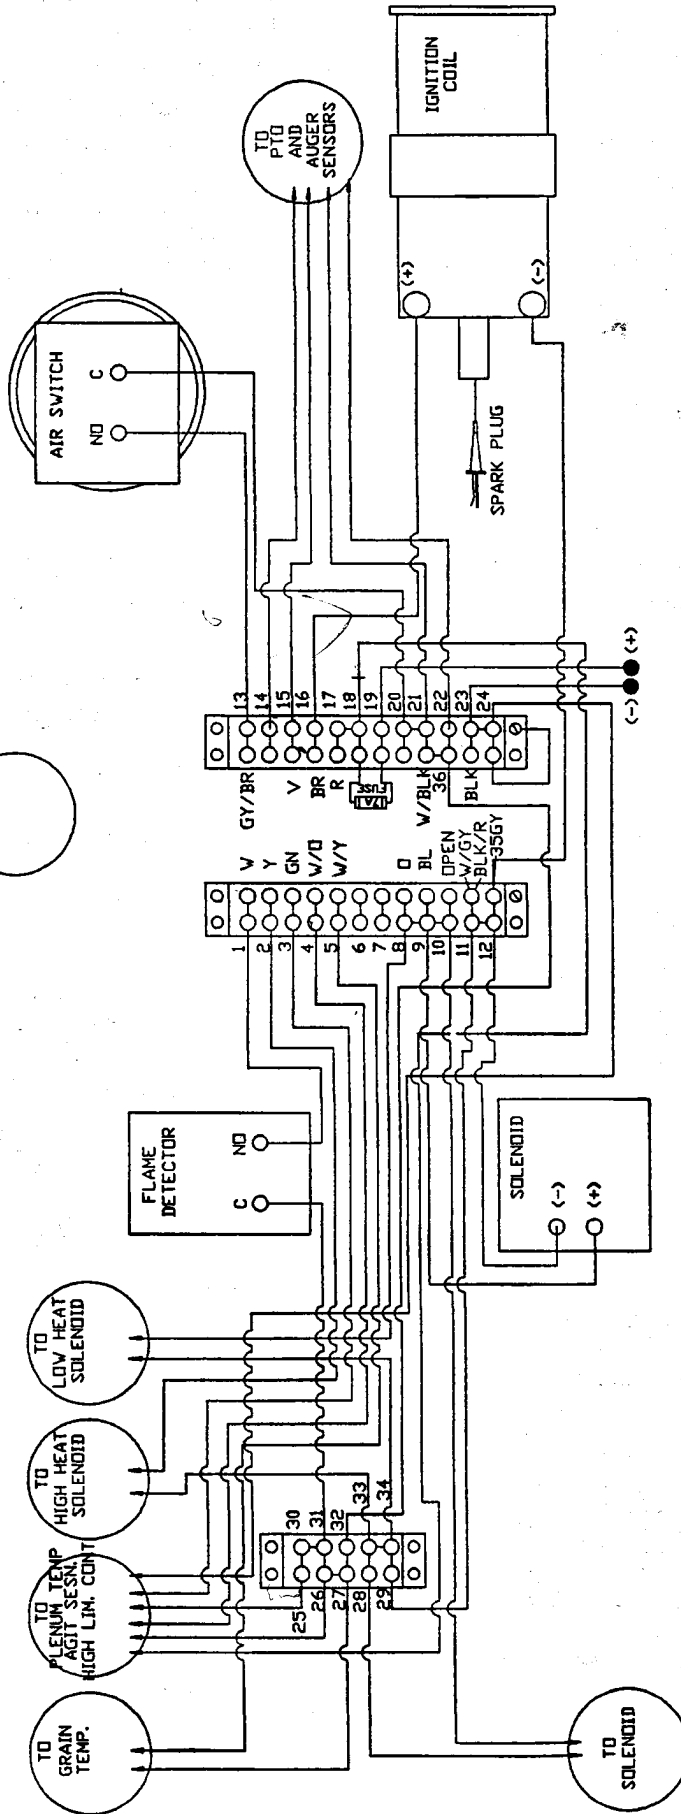 IGNITION
COIL
(+)
(-)
SPARK PLUG
TO
PTO
AND
AUGER
SENSORS
AIR SWITCH
C
NO
(+)
(-)
13
14
15
16
17
18
19
20
21
22
23
24
GY/BR
V
BR
R
W/BLK
36
BLK
W
Y
GN
W/O
W/Y
O
BL
OPEN
W/GY
BLK/R
35GY
1
2
3
4
5
6
7
8
9
10
11
12
FLAME
DETECTOR
NO
C
SOLENOID
(-)
(+)
TO
LOW HEAT
SOLENOID
TO
HIGH HEAT
SOLENOID
TO
PLENUM TEMP
AGIT SESN.
HIGH LIM. CONT
TO
GRAIN
TEMP.
30
31
32
33
34
25
26
27
28
29
TO
SOLENOID